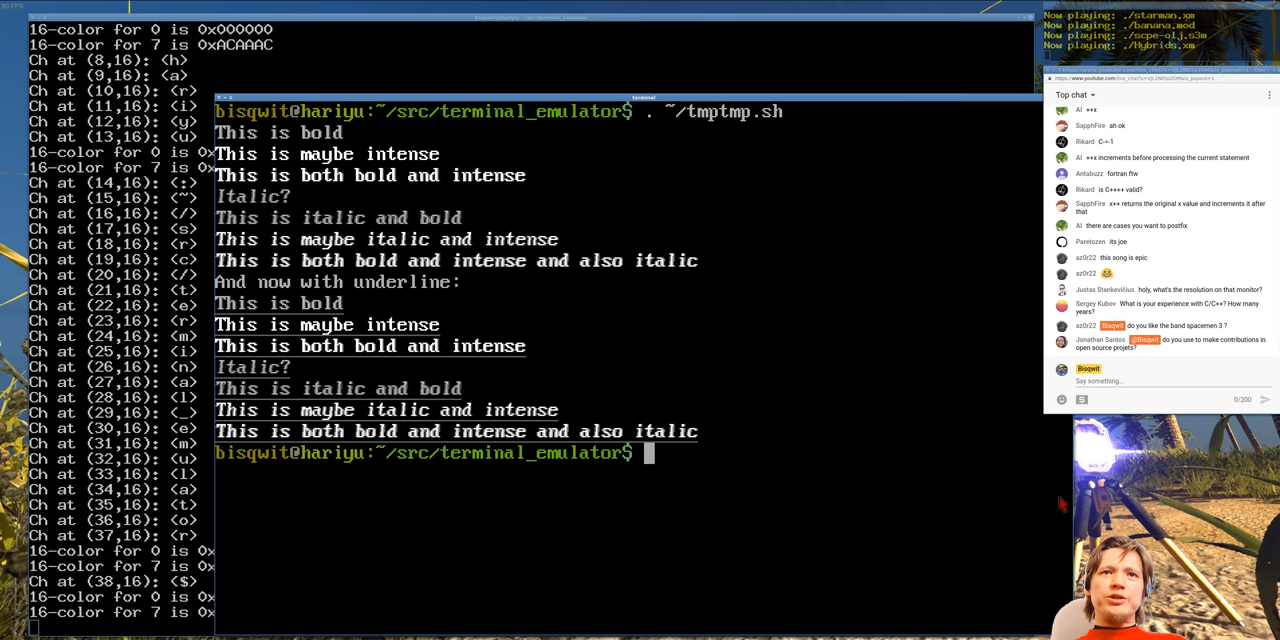 60 FPS
Bisqwit@hariyu:~/src/terminal_emulator
16-color for 0 is 0x000000
16-color for 7 is 0xACAAAC
Ch at (8,16): <h>
Ch at (9,16): <a>
Ch at (10,16): <r>
Ch at (11,16): <i>
Ch at (12,16): <y>
Ch at (13,16): <u>
16-color for 0 is 0x
16-color for 7 is 0x
Ch at (14,16): <:>
Ch at (15,16): <~>
Ch at (16,16): </>
Ch at (17,16): <s>
Ch at (18,16): <r>
Ch at (19,16): <c>
Ch at (20,16): </>
Ch at (21,16): <t>
Ch at (22,16): <e>
Ch at (23,16): <r>
Ch at (24,16): <m>
Ch at (25,16): <i>
Ch at (26,16): <n>
Ch at (27,16): <a>
Ch at (28,16): <l>
Ch at (29,16): <_>
Ch at (30,16): <e>
Ch at (31,16): <m>
Ch at (32,16): <u>
Ch at (33,16): <l>
Ch at (34,16): <a>
Ch at (35,16): <t>
Ch at (36,16): <o>
Ch at (37,16): <r>
16-color for 0 is 0x
16-color for 7 is 0x
Ch at (38,16): <$>
16-color for 0 is 0x
16-color for 7 is 0x
terminal
bisqwit@hariyu:~/src/terminal_emulator$ . ~/tmptmp.sh
This is bold
This is maybe intense
This is both bold and intense
Italic?
This is italic and bold
This is maybe italic and intense
This is both bold and intense and also italic
And now with underline:
This is bold
This is maybe intense
This is both bold and intense
Italic?
This is italic and bold
This is maybe italic and intense
This is both bold and intense and also italic
bisqwit@hariyu:~/src/terminal_emulator$
Now playing: ./starman.xm
Now playing: ./banana.mod
Now playing: ./scpe-olj.s3m
Now playing: ./Hybrids.xm
Top chat
Al ++x
SapphFire ah ok
Rikard C-=-1
Al ++x increments before processing the current statement
Antabuzz fortran ftw
Rikard is C++++ valid?
SapphFire x++ returns the original x value and increments it after
that
Al there are cases you want to postfix
Paretozen its joe
az0r22 this song is epic
az0r22 😂
Justas Stankevičius holy, what's the resolution on that monitor?
Sergey Kubov What is your experience with C/C++? How many
years?
az0r22 Bisqwit do you like the band spacemen 3 ?
Jonathan Santos @Bisqwit do you use to make contributions in
open source projets?
Bisqwit
Say something...
0/200